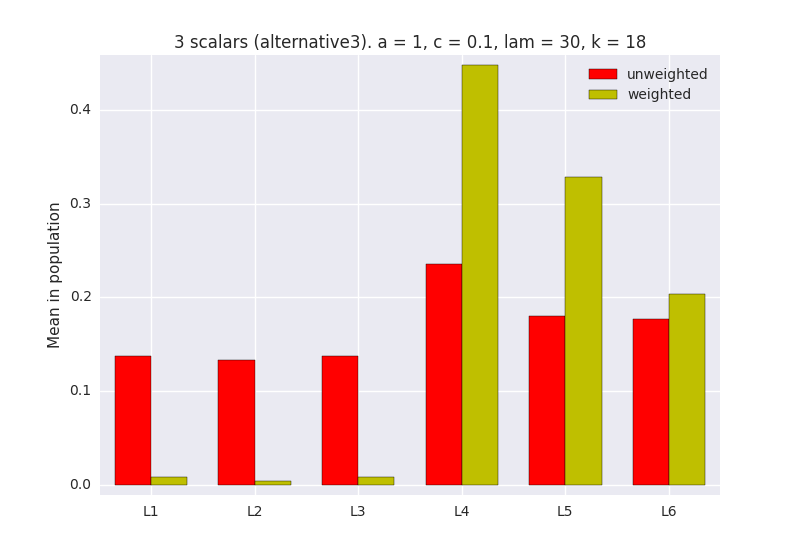 3 scalars (alternative3). a = 1, c = 0.1, lam = 30, k = 18
unweighted
weighted
Mean in population
0.4
0.3
0.2
0.1
0.0
L1 L2 L3 L4 L5 L6